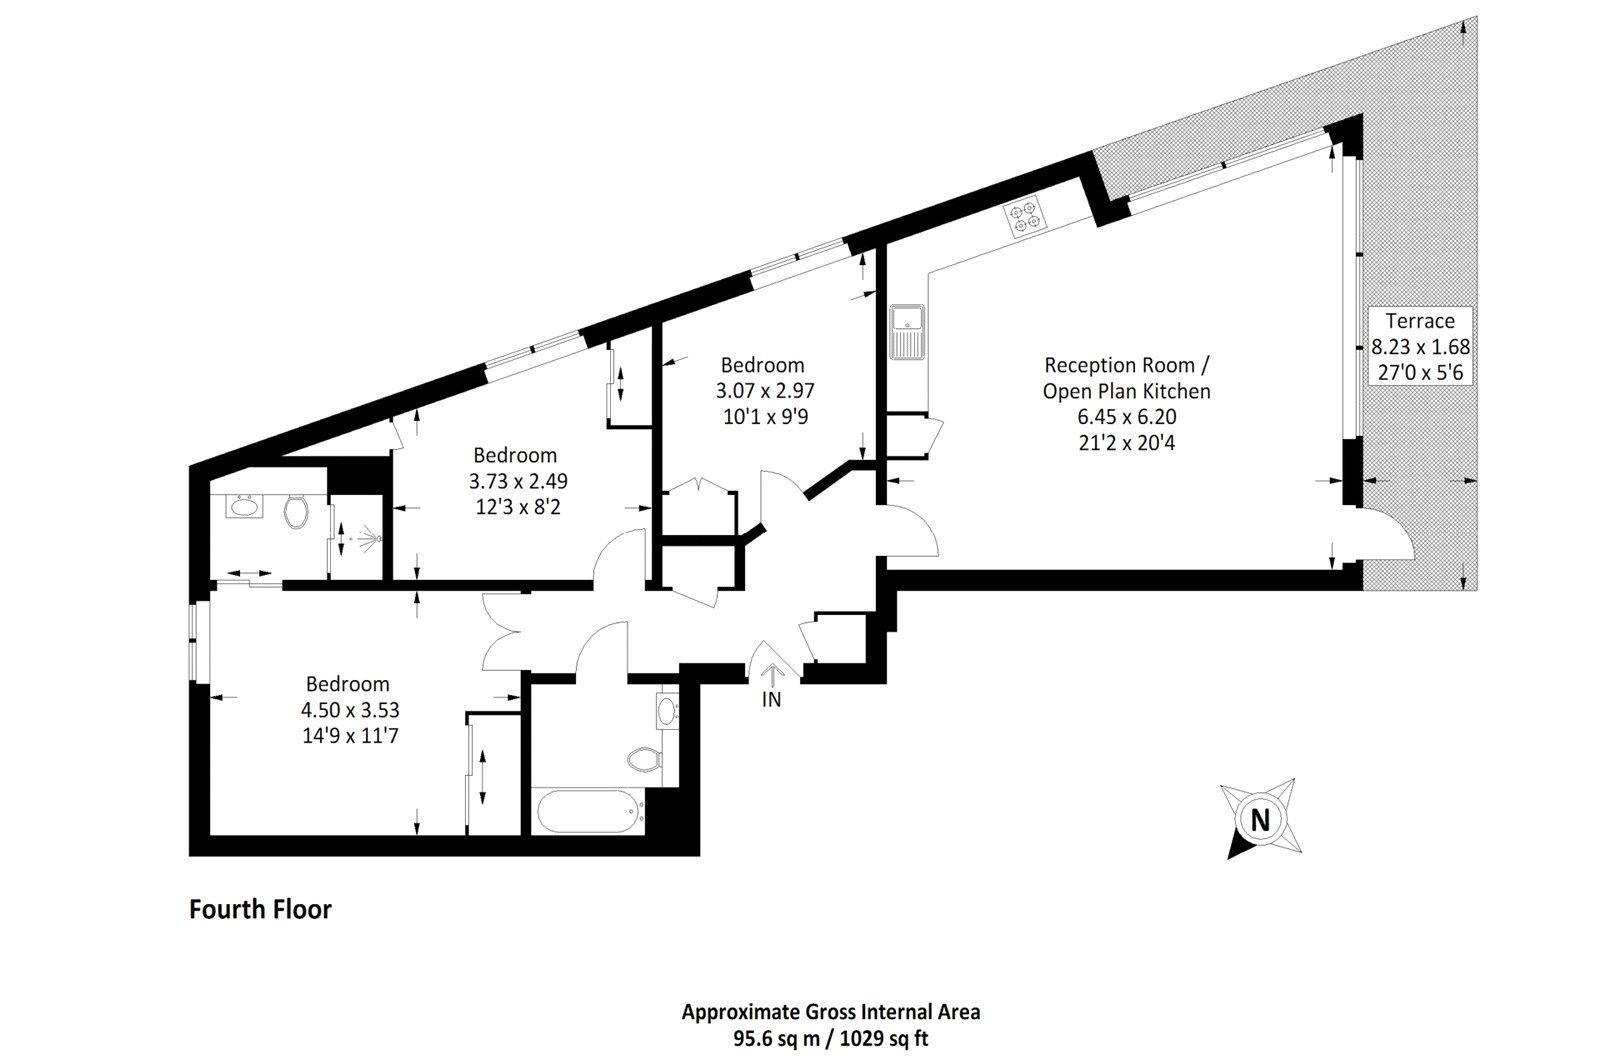 Terrace
8.23 x 1.68
27'0 x 5'6
Reception Room /
Open Plan Kitchen
6.45 x 6.20
21'2 x 20'4
Bedroom
3.07 x 2.97
10'1 x 9'9
Bedroom
3.73 x 2.49
12'3 x 8'2
Bedroom
4.50 x 3.53
14'9 x 11'7
IN
N
Fourth Floor
Approximate Gross Internal Area
95.6 sq m / 1029 sq ft